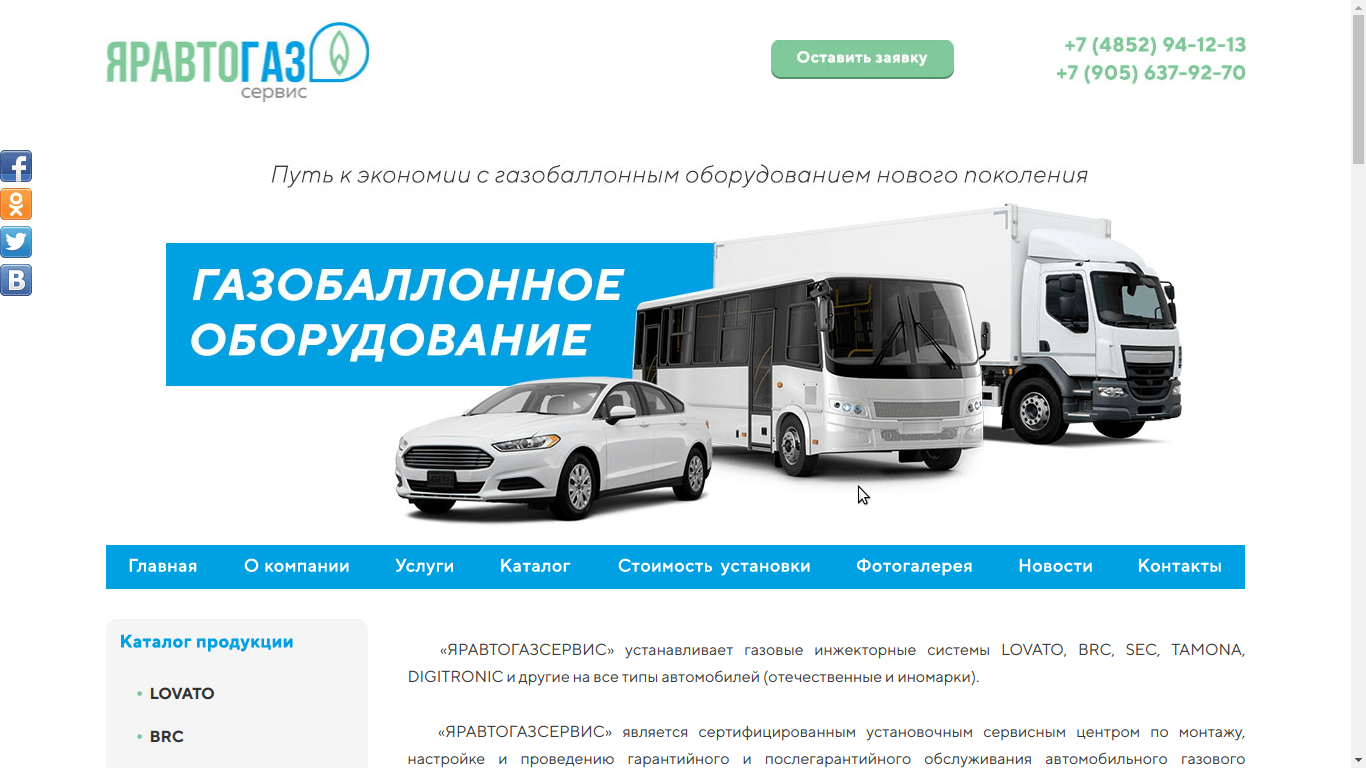 ЯРАВТОГАЗ
сервис
Оставить заявку
+7 (4852) 94-12-13
+7 (905) 637-92-70
Путь к экономии с газобаллонным оборудованием нового поколения
ГАЗОБАЛЛОННОЕ
ОБОРУДОВАНИЕ
Главная О компании Услуги Каталог Стоимость установки Фотогалерея Новости Контакты
Каталог продукции
• LOVATO
• BRC
«ЯРАВТОГАЗСЕРВИС» устанавливает газовые инжекторные системы LOVATO, BRC, SEC, TAMONA,
DIGITRONIC и другие на все типы автомобилей (отечественные и иномарки).
«ЯРАВТОГАЗСЕРВИС» является сертифицированным установочным сервисным центром по монтажу,
настройке и проведению гарантийного и послегарантийного обслуживания автомобильного газового